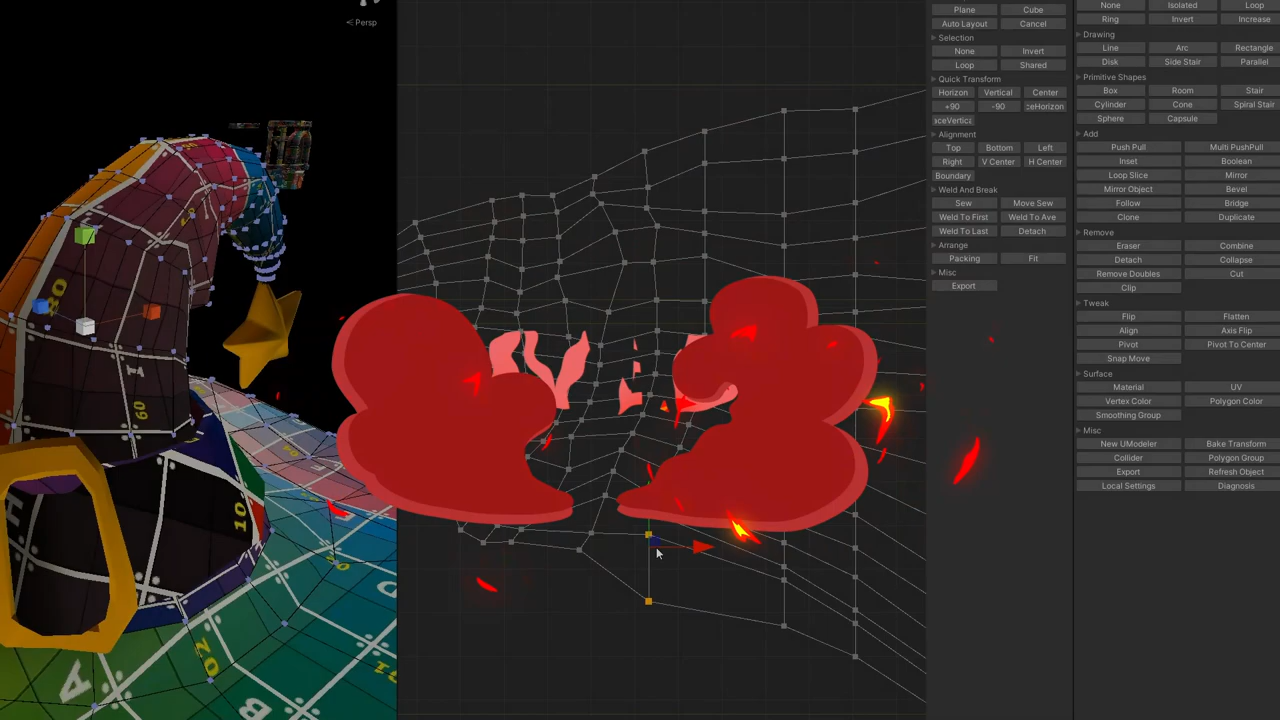 < Persp
Plane Cube
Auto Layout Cancel
Selection
None Invert
Loop Shared
Quick Transform
Horizon Vertical Center
+90 -90 :eHorizon
aceVertica
Alignment
Top Bottom Left
Right V Center H Center
Boundary
Weld And Break
Sew Move Sew
Weld To First Weld To Ave
Weld To Last Detach
Arrange
Packing Fit
Misc
Export
None Isolated Loop
Ring Invert Increase
Drawing
Line Arc Rectangle
Disk Side Stair Parallel
Primitive Shapes
Box Room Stair
Cylinder Cone Spiral Stair
Sphere Capsule
Add
Push Pull Multi PushPull
Inset Boolean
Loop Slice Mirror
Mirror Object Bevel
Follow Bridge
Clone Duplicate
Remove
Eraser Combine
Detach Collapse
Remove Doubles Cut
Clip
Tweak
Flip Flatten
Align Axis Flip
Pivot Pivot To Center
Snap Move
Surface
Material UV
Vertex Color Polygon Color
Smoothing Group
Misc
New UModeler Bake Transform
Collider Polygon Group
Export Refresh Object
Local Settings Diagnosis
80
1
60
H
10
02
A
B